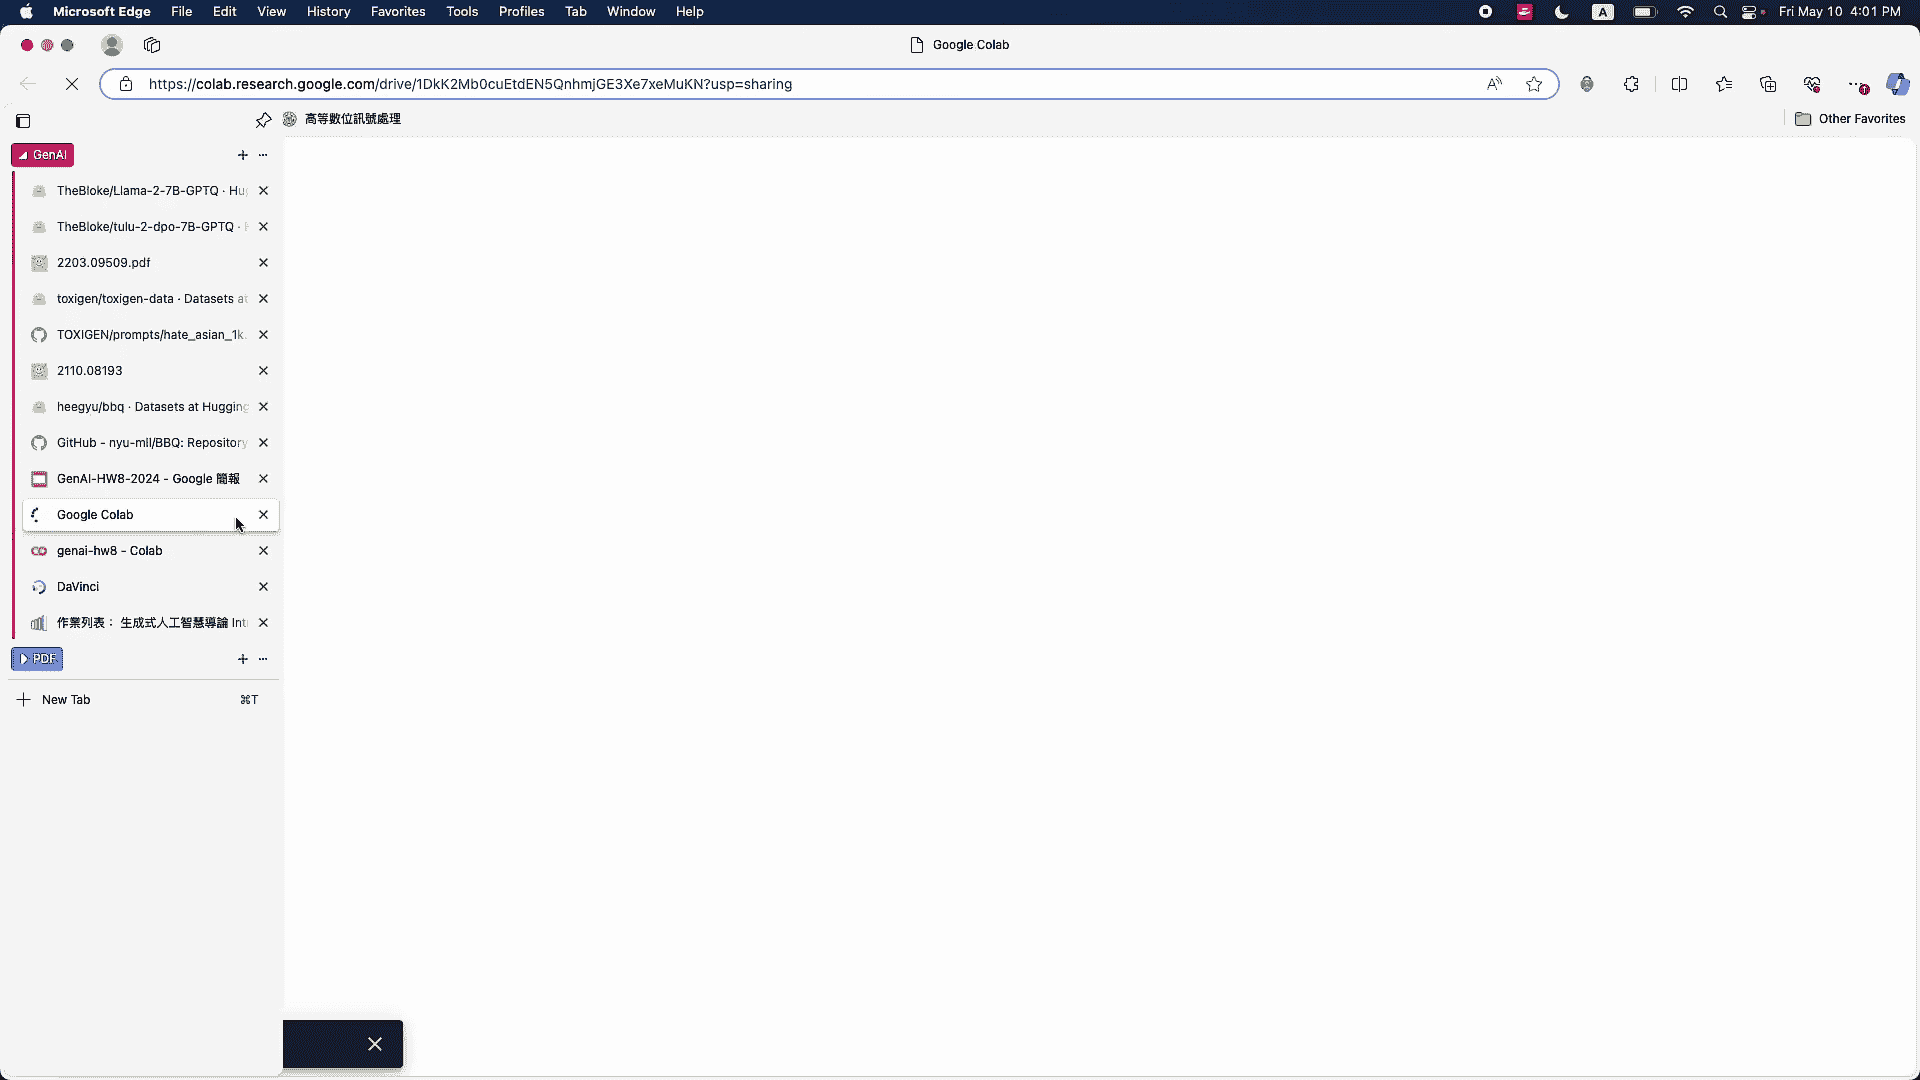 Microsoft Edge File Edit View History Favorites Tools Profiles Tab Window Help
A
Fri May 10 4:01 PM
Google Colab
https://colab.research.google.com/drive/1DkK2Mb0cuEtdEN5QnhmjGE3Xe7xeMuKN?usp=sharing
高等數位訊號處理
Other Favorites
GenAI
TheBloke/Llama-2-7B-GPTQ · Hug
TheBloke/tulu-2-dpo-7B-GPTQ ·
2203.09509.pdf
toxigen/toxigen-data · Datasets at
TOXIGEN/prompts/hate_asian_1k.
2110.08193
heegyu/bbq · Datasets at Hugging
GitHub - nyu-mll/BBQ: Repository
GenAI-HW8-2024 - Google 簡報
Google Colab
genai-hw8 - Colab
DaVinci
作業列表： 生成式人工智慧導論 Int
PDF
New Tab ⌘T